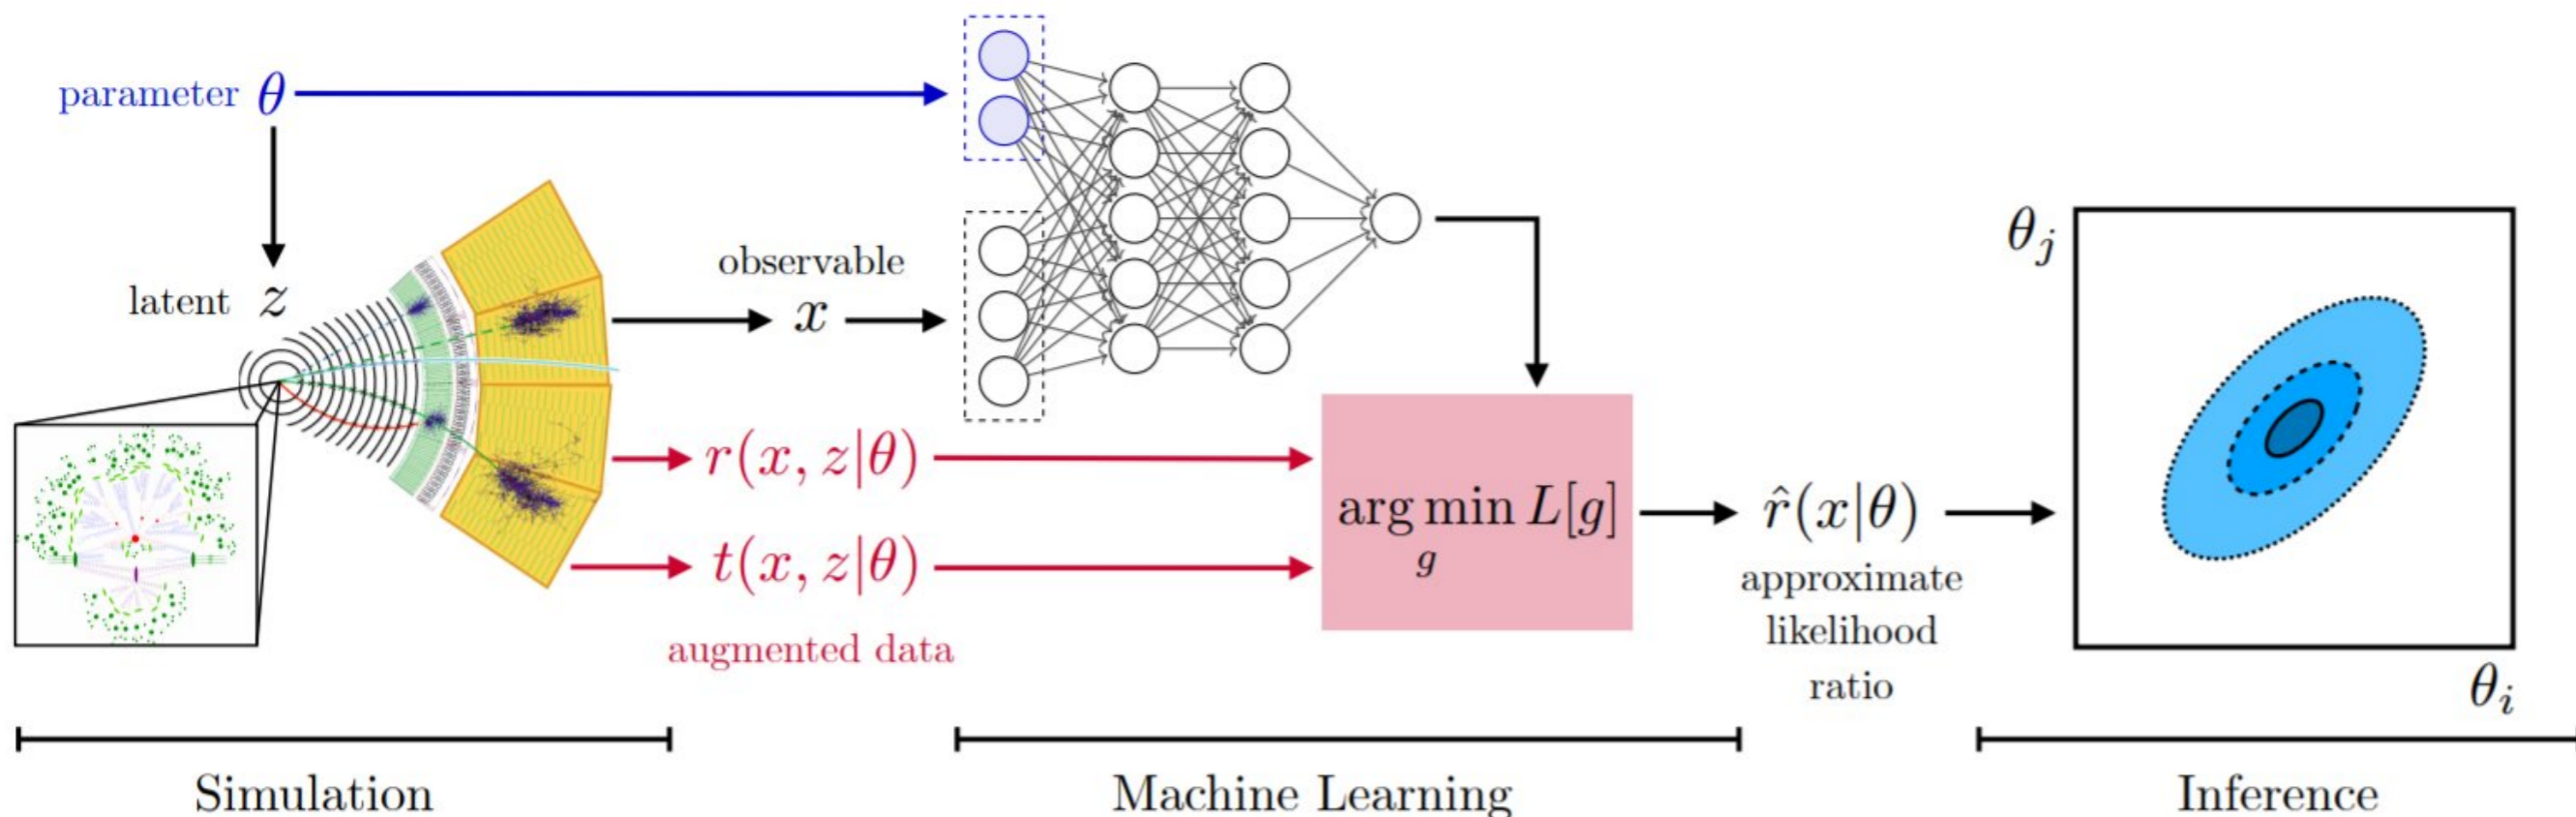 parameter θ
latent z
observable
x
r(x, z|θ)
t(x, z|θ)
augmented data
arg min L[g]
g
r̂(x|θ)
approximate
likelihood
ratio
θj
θi
Simulation
Machine Learning
Inference